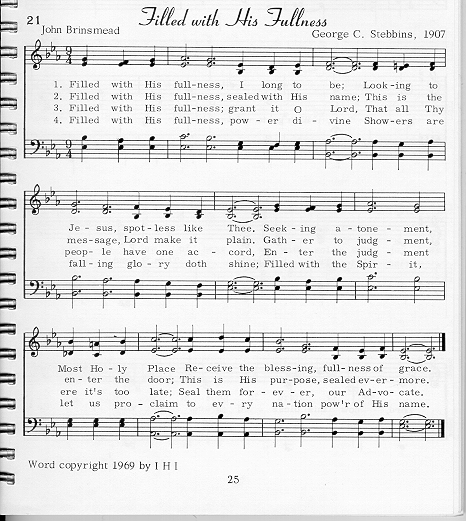 21
Filled with His Fullness
John Brinsmead
George C. Stebbins, 1907
1. Filled with His full-ness, I long to be; Look-ing to
2. Filled with His full-ness, sealed with His name; This is the
3. Filled with His full-ness; grant it O Lord, That all Thy
4. Filled with His full-ness, pow-er di-vine Show-ers are
Je-sus, spot-less like Thee. Seek-ing a-tone-ment,
mes-sage, Lord make it plain. Gath-er to judg-ment,
peop-le have one ac-cord, En-ter the judg-ment
fall-ing glo-ry doth shine; Filled with the Spir-it,
Most Ho-ly Place Re-ceive the bless-ing, full-ness of grace.
en-ter the door; This is His pur-pose, sealed ev-er-more.
ere it's too late; Seal them for-ev-er, our Ad-vo-cate.
let us pro-claim to ev-ry na-tion pow'r of His name.
Word copyright 1969 by I H I
25